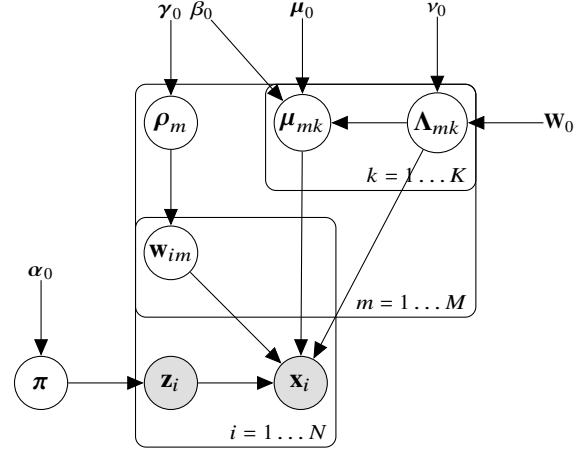 γ₀ β₀ μ₀ ν₀
ρₘ μₘₖ Λₘₖ W₀
k = 1 . . . K
wᵢₘ
α₀
m = 1 . . . M
π zᵢ xᵢ
i = 1 . . . N